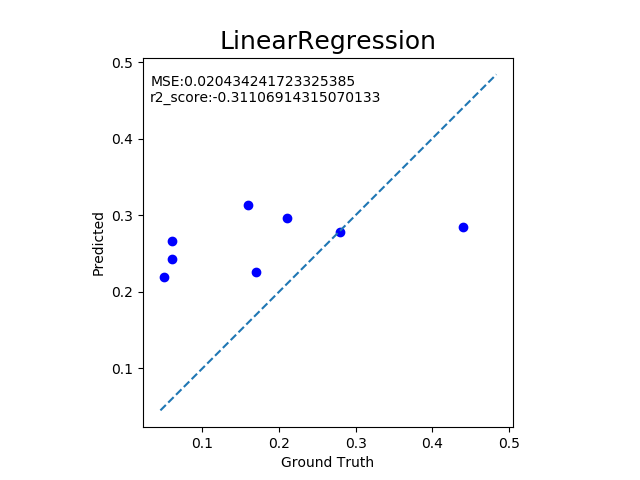 LinearRegression
MSE:0.020434241723325385
r2_score:-0.31106914315070133
0.5
0.4
0.3
0.2
0.1
Predicted
0.1 0.2 0.3 0.4 0.5
Ground Truth